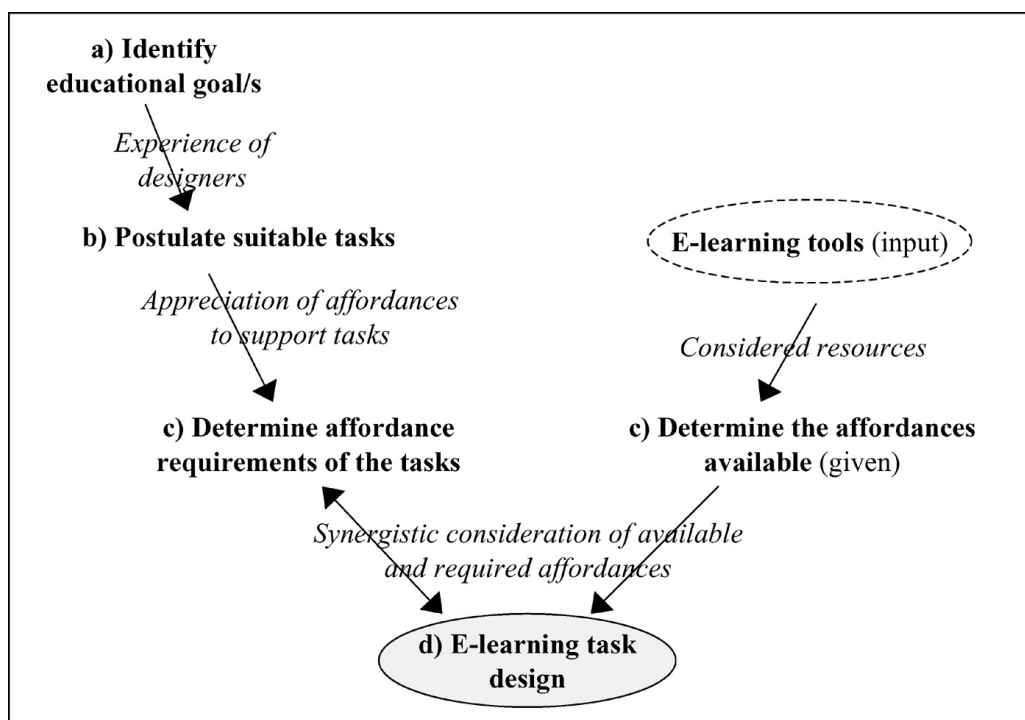 a) Identify
educational goal/s
Experience of
designers
b) Postulate suitable tasks
E-learning tools (input)
Appreciation of affordances
to support tasks
Considered resources
c) Determine affordance
requirements of the tasks
c) Determine the affordances
available (given)
Synergistic consideration of available
and required affordances
d) E-learning task
design